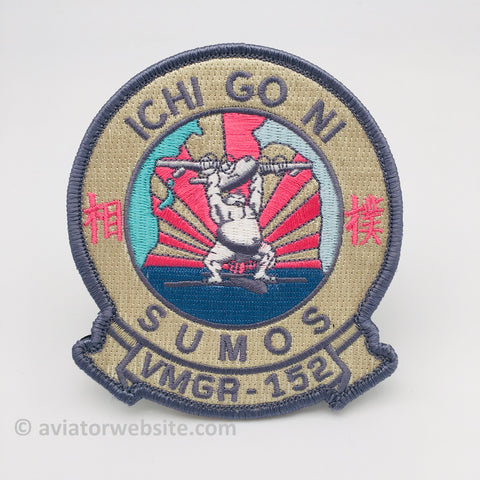 ICHI GO NI
相 撲
SUMOS
VMGR-152
© aviatorwebsite.com